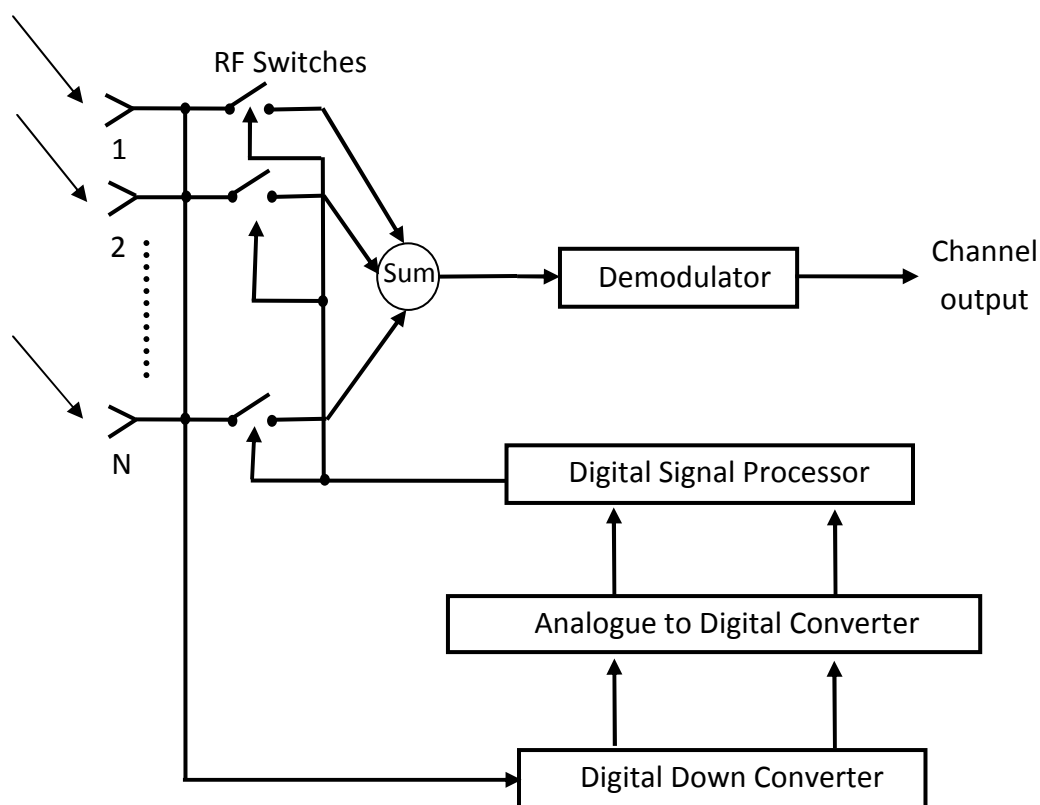 RF Switches
1
2
N
Sum
Demodulator
Channel
output
Digital Signal Processor
Analogue to Digital Converter
Digital Down Converter